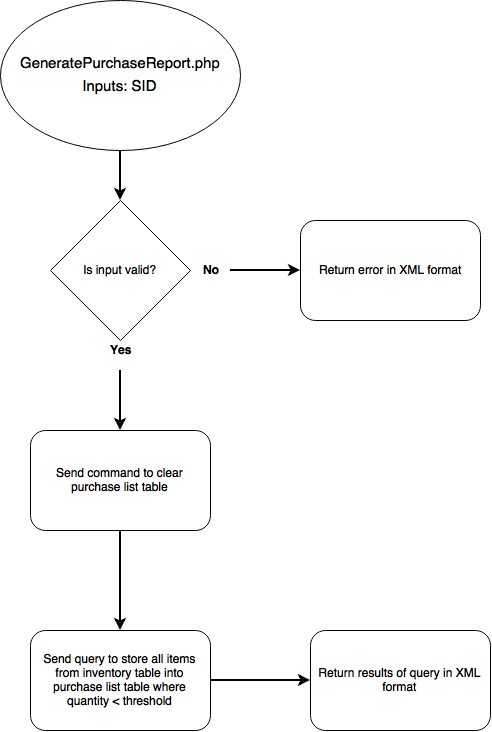 GeneratePurchaseReport.php
Inputs: SID
Is input valid?
No
Return error in XML format
Yes
Send command to clear
purchase list table
Send query to store all items
from inventory table into
purchase list table where
quantity < threshold
Return results of query in XML
format